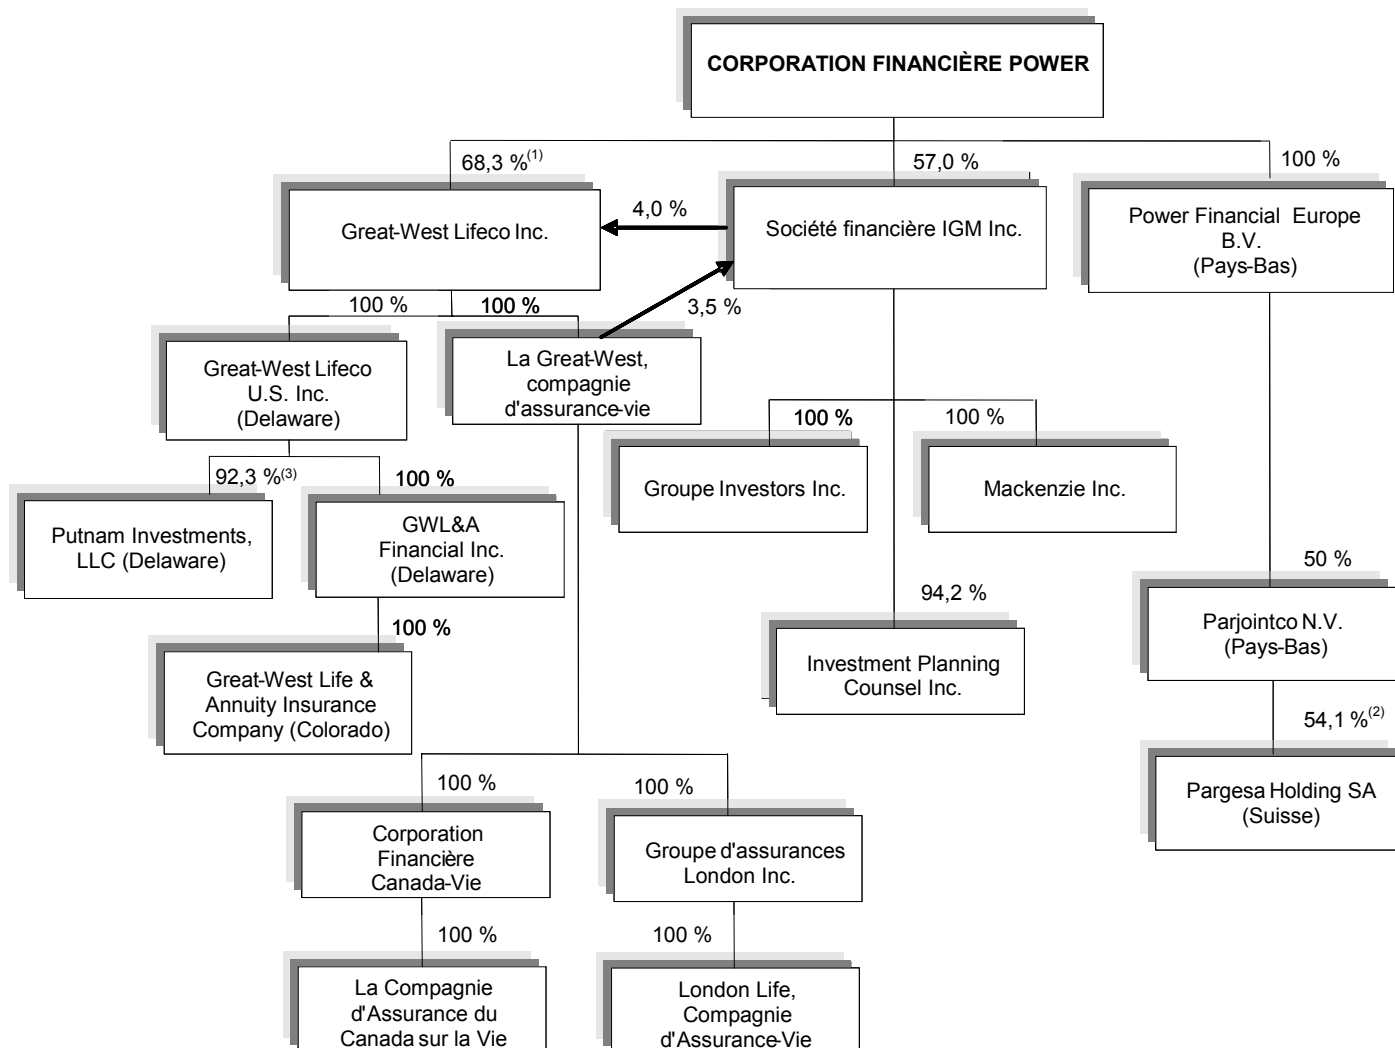 CORPORATION FINANCIÈRE POWER
68,3 %(1)
57,0 %
100 %
Great-West Lifeco Inc.
4,0 %
Société financière IGM Inc.
Power Financial Europe
B.V.
(Pays-Bas)
100 %
100 %
3,5 %
Great-West Lifeco
U.S. Inc.
(Delaware)
La Great-West,
compagnie
d'assurance-vie
100 %
100 %
92,3 %(3)
100 %
Groupe Investors Inc.
Mackenzie Inc.
Putnam Investments,
LLC (Delaware)
GWL&A
Financial Inc.
(Delaware)
50 %
94,2 %
100 %
Parjointco N.V.
(Pays-Bas)
Great-West Life &
Annuity Insurance
Company (Colorado)
Investment Planning
Counsel Inc.
54,1 %(2)
100 %
100 %
Pargesa Holding SA
(Suisse)
Corporation
Financière
Canada-Vie
Groupe d'assurances
London Inc.
100 %
100 %
La Compagnie
d'Assurance du
Canada sur la Vie
London Life,
Compagnie
d'Assurance-Vie